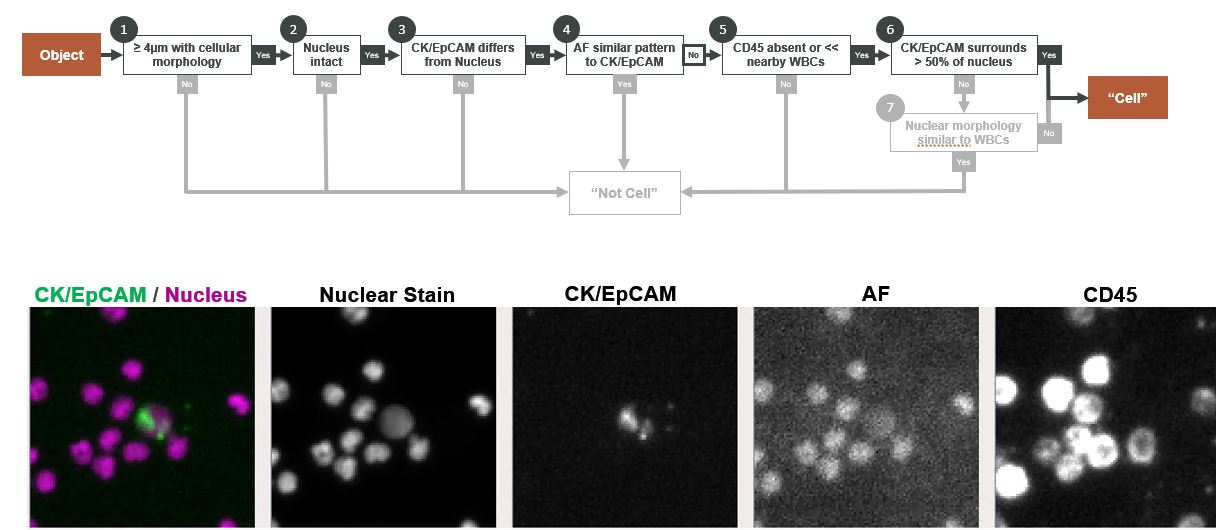 1
2
3
4
5
6
Object
≥ 4µm with cellular
morphology
Yes
Nucleus
intact
Yes
CK/EpCAM differs
from Nucleus
Yes
AF similar pattern
to CK/EpCAM
No
CD45 absent or <<
nearby WBCs
Yes
CK/EpCAM surrounds
> 50% of nucleus
Yes
No
No
No
Yes
No
No
“Cell”
7
Nuclear morphology
similar to WBCs
No
Yes
“Not Cell”
CK/EpCAM / Nucleus
Nuclear Stain
CK/EpCAM
AF
CD45